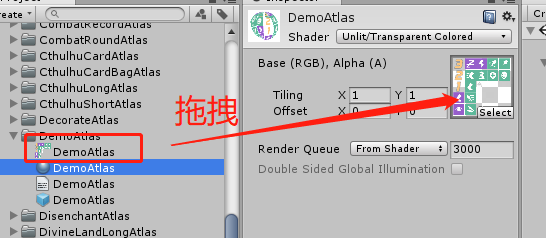 Project
Inspector
CombatRecordAtlas
CombatRoundAtlas
CthulhuCardAtlas
CthulhuCardBagAtlas
CthulhuLongAtlas
CthulhuShortAtlas
DecorateAtlas
DemoAtlas
DemoAtlas
DemoAtlas
DemoAtlas
DemoAtlas
DisenchantAtlas
DivineLandLongAtlas
拖拽
DemoAtlas
Shader
Unlit/Transparent Colored
Base (RGB), Alpha (A)
Tiling X 1 Y 1
Offset X 0 Y 0
Select
Render Queue From Shader 3000
Double Sided Global Illumination